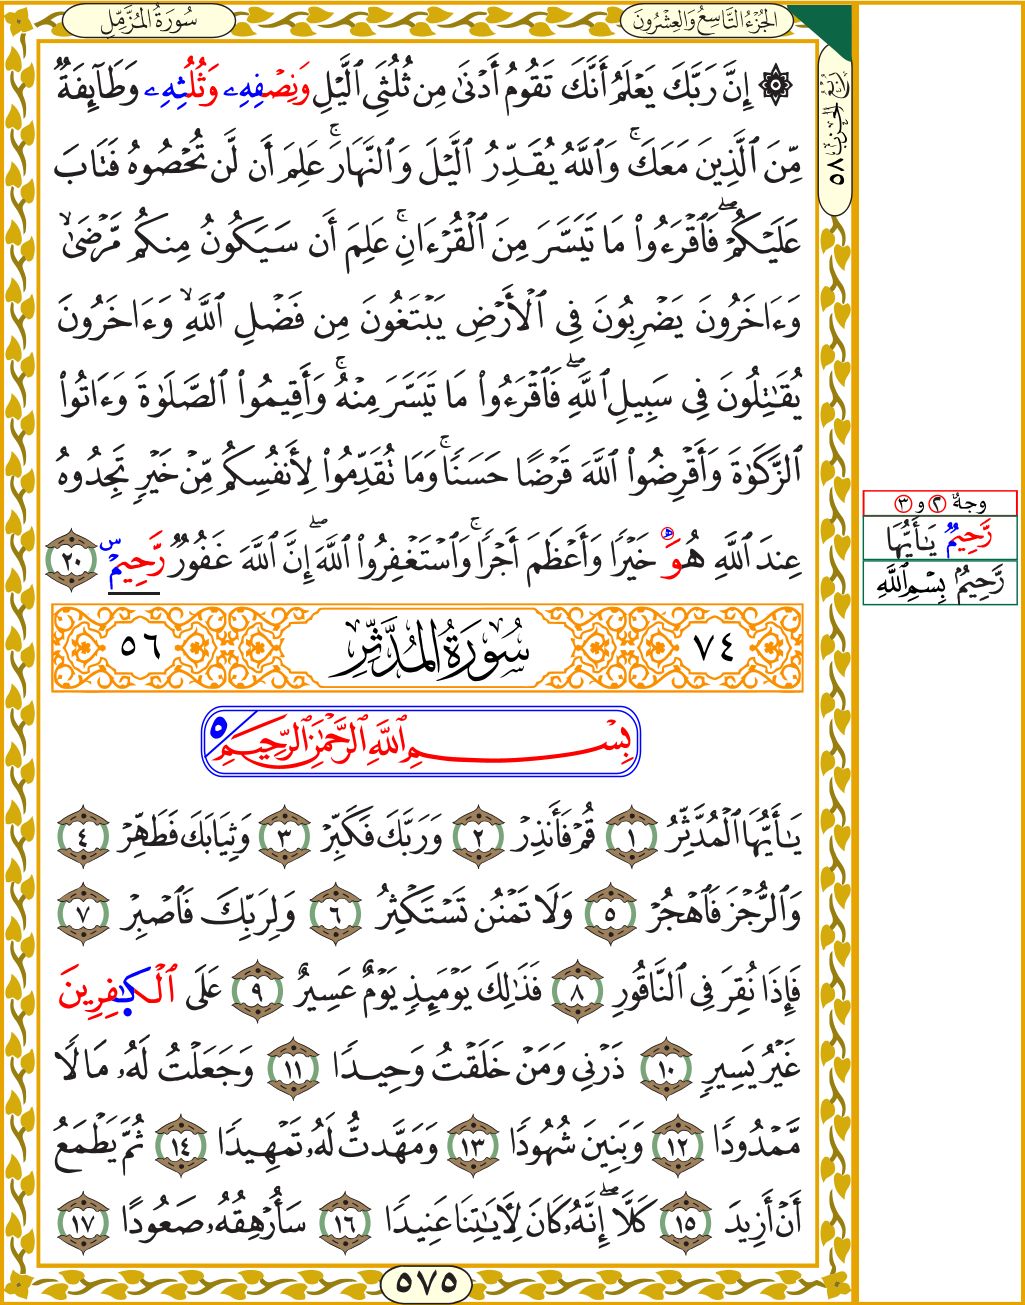 سُورَةُ المُزَّمِّل
الجُزْءُ التَّاسِعُ وَالعِشْرُونَ
۞ إِنَّ رَبَّكَ يَعْلَمُ أَنَّكَ تَقُومُ أَدْنَىٰ مِن ثُلُثَيِ ٱلَّيْلِ وَنِصْفِهِۦ وَثُلُثِهِۦ وَطَآئِفَةٌ
مِّنَ ٱلَّذِينَ مَعَكَۚ وَٱللَّهُ يُقَدِّرُ ٱلَّيْلَ وَٱلنَّهَارَۚ عَلِمَ أَن لَّن تُحْصُوهُ فَتَابَ
عَلَيْكُمْۖ فَٱقْرَءُوا۟ مَا تَيَسَّرَ مِنَ ٱلْقُرْءَانِۚ عَلِمَ أَن سَيَكُونُ مِنكُم مَّرْضَىٰۙ
وَءَاخَرُونَ يَضْرِبُونَ فِى ٱلْأَرْضِ يَبْتَغُونَ مِن فَضْلِ ٱللَّهِۙ وَءَاخَرُونَ
يُقَٰتِلُونَ فِى سَبِيلِ ٱللَّهِۖ فَٱقْرَءُوا۟ مَا تَيَسَّرَ مِنْهُۚ وَأَقِيمُوا۟ ٱلصَّلَوٰةَ وَءَاتُوا۟
ٱلزَّكَوٰةَ وَأَقْرِضُوا۟ ٱللَّهَ قَرْضًا حَسَنًاۚ وَمَا تُقَدِّمُوا۟ لِأَنفُسِكُم مِّنْ خَيْرٍ تَجِدُوهُ
عِندَ ٱللَّهِ هُوَ خَيْرًا وَأَعْظَمَ أَجْرًاۚ وَٱسْتَغْفِرُوا۟ ٱللَّهَۖ إِنَّ ٱللَّهَ غَفُورٌ رَّحِيمٌۢ ٢٠
٧٤ سُورَةُ المُدَّثِّر ٥٦
بِسْمِ ٱللَّهِ ٱلرَّحْمَٰنِ ٱلرَّحِيمِ ٥
يَٰٓأَيُّهَا ٱلْمُدَّثِّرُ ١ قُمْ فَأَنذِرْ ٢ وَرَبَّكَ فَكَبِّرْ ٣ وَثِيَابَكَ فَطَهِّرْ ٤
وَٱلرُّجْزَ فَٱهْجُرْ ٥ وَلَا تَمْنُن تَسْتَكْثِرُ ٦ وَلِرَبِّكَ فَٱصْبِرْ ٧
فَإِذَا نُقِرَ فِى ٱلنَّاقُورِ ٨ فَذَٰلِكَ يَوْمَئِذٍ يَوْمٌ عَسِيرٌ ٩ عَلَى ٱلْكَٰفِرِينَ
غَيْرُ يَسِيرٍ ١٠ ذَرْنِى وَمَنْ خَلَقْتُ وَحِيدًا ١١ وَجَعَلْتُ لَهُۥ مَالًا
مَّمْدُودًا ١٢ وَبَنِينَ شُهُودًا ١٣ وَمَهَّدتُّ لَهُۥ تَمْهِيدًا ١٤ ثُمَّ يَطْمَعُ
أَنْ أَزِيدَ ١٥ كَلَّآۖ إِنَّهُۥ كَانَ لِءَايَٰتِنَا عَنِيدًا ١٦ سَأُرْهِقُهُۥ صَعُودًا ١٧
٥٧٥
رُبْعُ الحِزْبِ ٥٨
وجهٌ ٢ و ٣
رَّحِيمٌ يَٰٓأَيُّهَا
رَّحِيمٌ بِسْمِ ٱللَّهِ